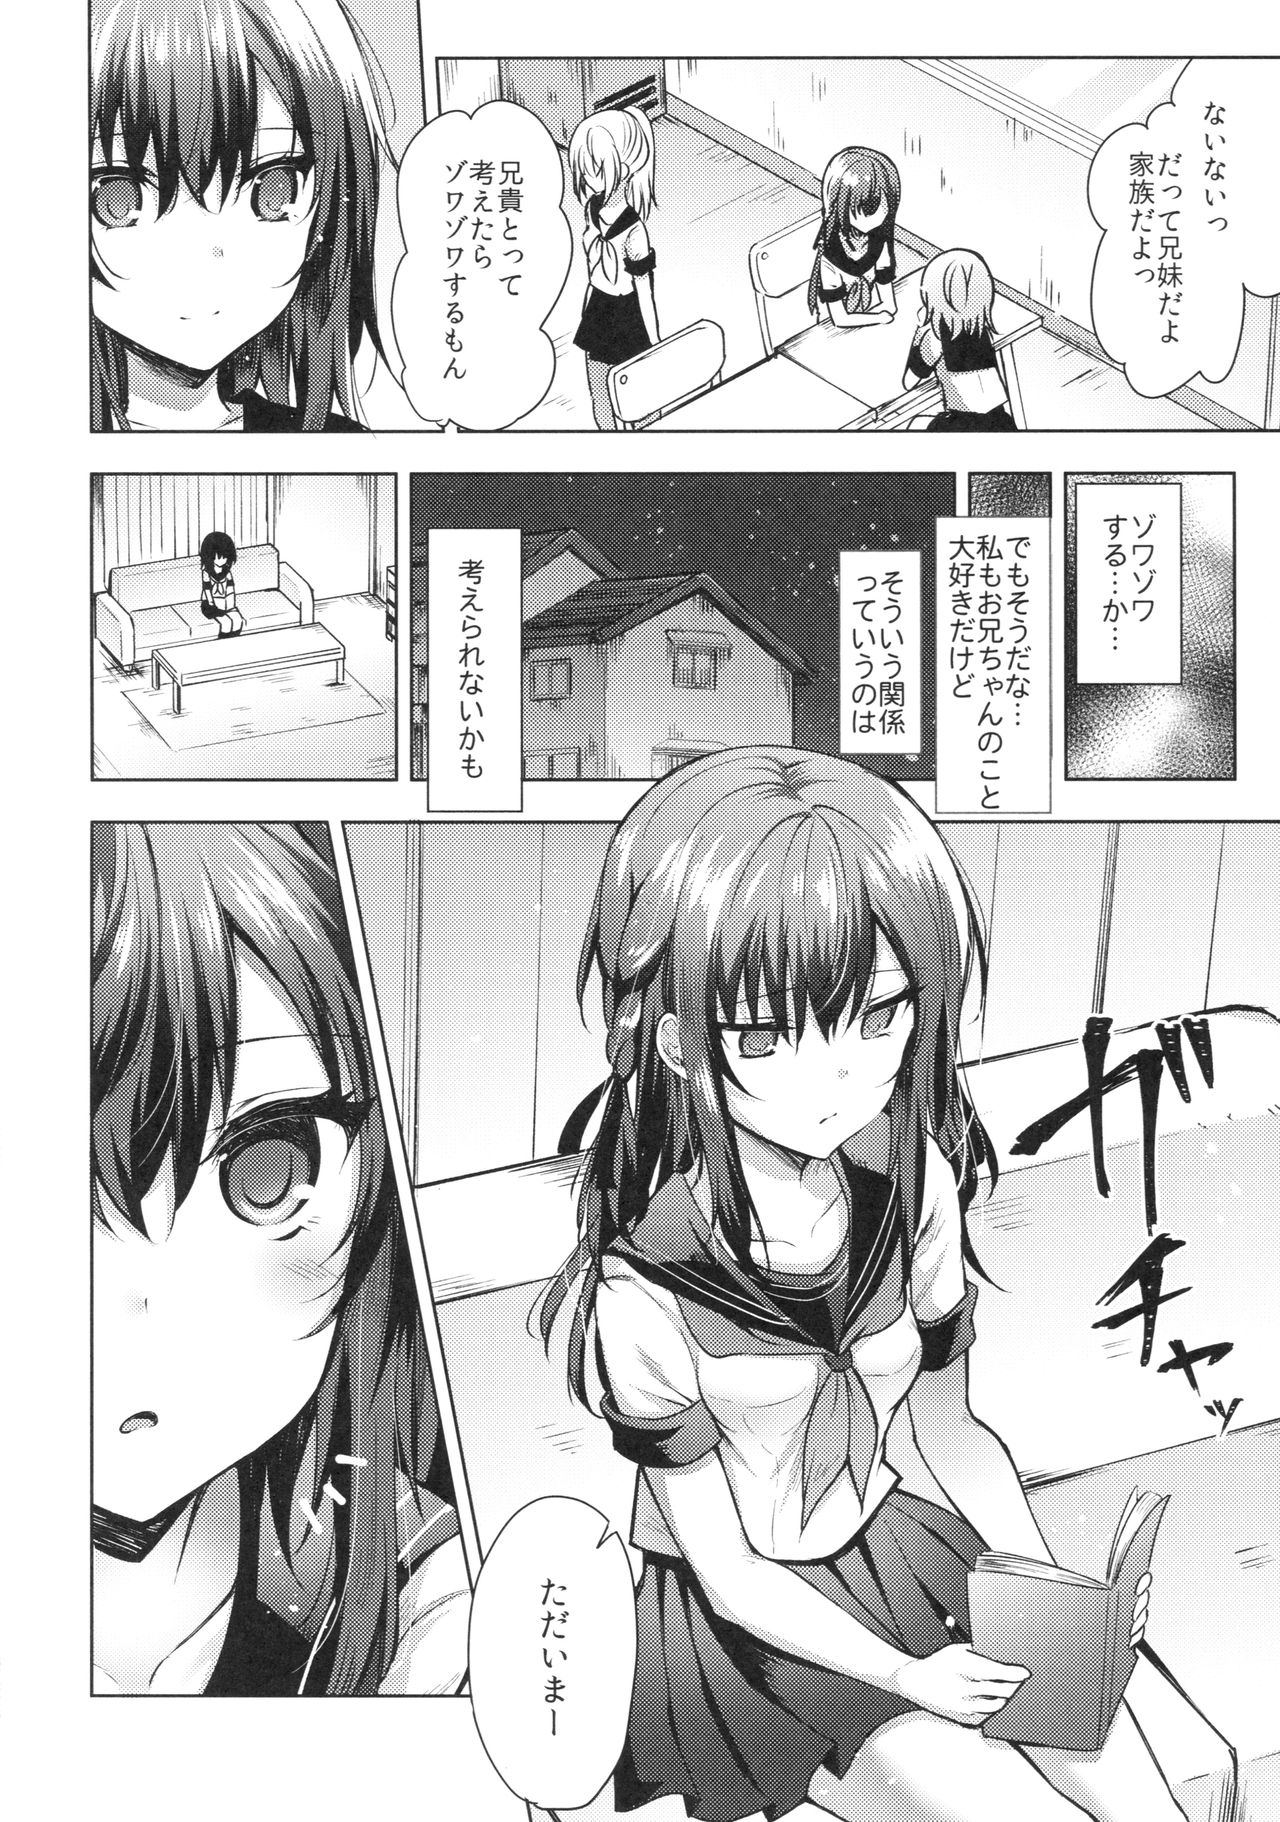 ないないっ
だって兄妹だよ
家族だよっ
兄貴とって
考えたら
ゾワゾワするもん
ゾワゾワ
する…か…
でもそうだな…
私もお兄ちゃんのこと
大好きだけど
そういう関係
っていうのは
考えられないかも
ガチャッ
ただいまー